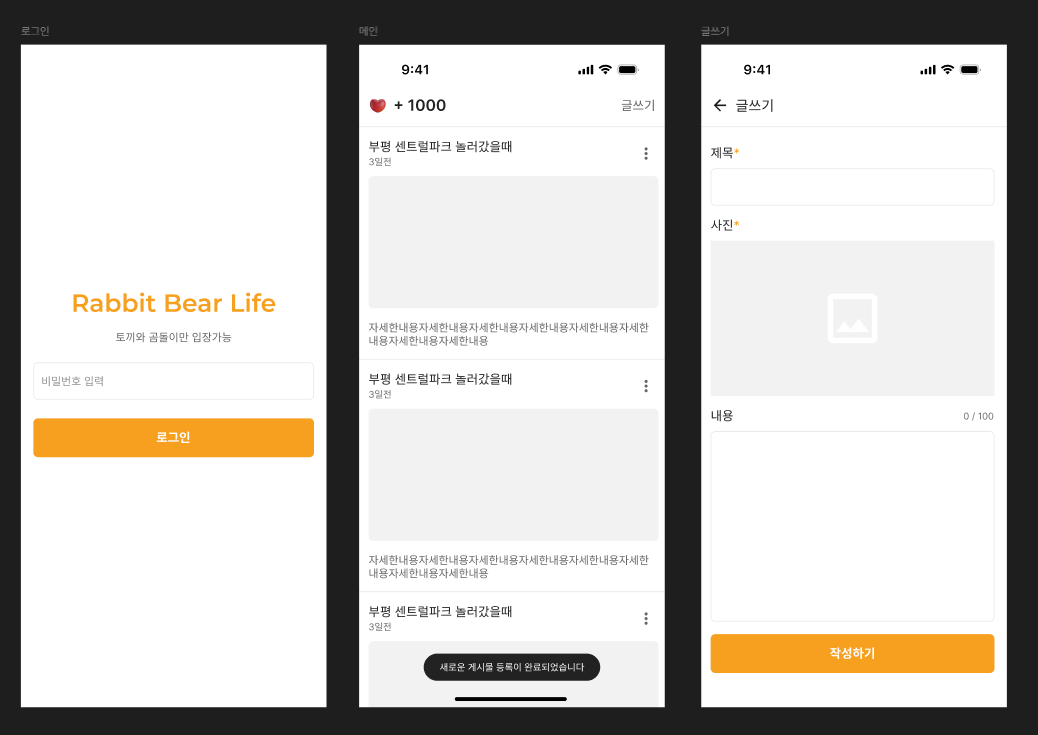 로그인
Rabbit Bear Life
토끼와 곰돌이만 입장가능
비밀번호 입력
로그인
메인
9:41
+ 1000
글쓰기
부평 센트럴파크 놀러갔을때
3일전
자세한내용자세한내용자세한내용자세한내용자세한내용자세한
내용자세한내용자세한내용
부평 센트럴파크 놀러갔을때
3일전
자세한내용자세한내용자세한내용자세한내용자세한내용자세한
내용자세한내용자세한내용
부평 센트럴파크 놀러갔을때
3일전
새로운 게시물 등록이 완료되었습니다
글쓰기
9:41
글쓰기
제목*
사진*
내용
0 / 100
작성하기